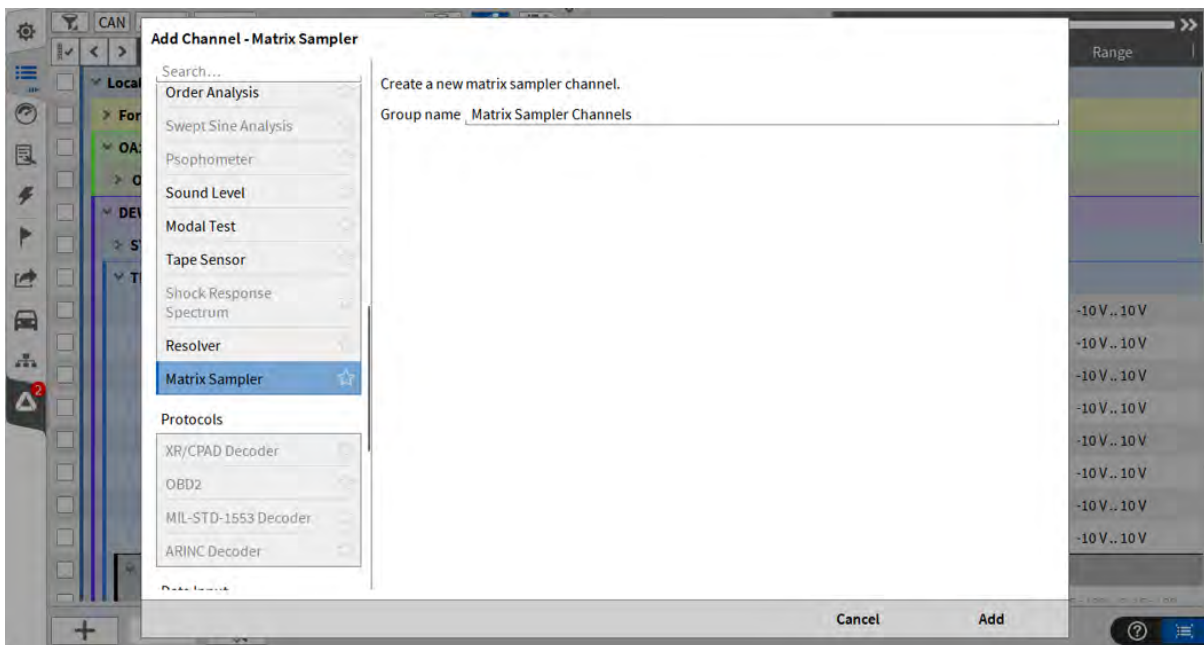 CAN
Add Channel - Matrix Sampler
Range
Search...
Local
Order Analysis
Create a new matrix sampler channel.
For
Group name Matrix Sampler Channels
Swept Sine Analysis
OA
Psophometer
O
Sound Level
DEV
Modal Test
S
Tape Sensor
T
Shock Response
Spectrum
-10 V .. 10 V
Resolver
-10 V .. 10 V
Matrix Sampler
-10 V .. 10 V
2
Protocols
-10 V .. 10 V
XR/CPAD Decoder
-10 V .. 10 V
OBD2
-10 V .. 10 V
MIL-STD-1553 Decoder
-10 V .. 10 V
ARINC Decoder
-10 V .. 10 V
Data Input
Cancel
Add